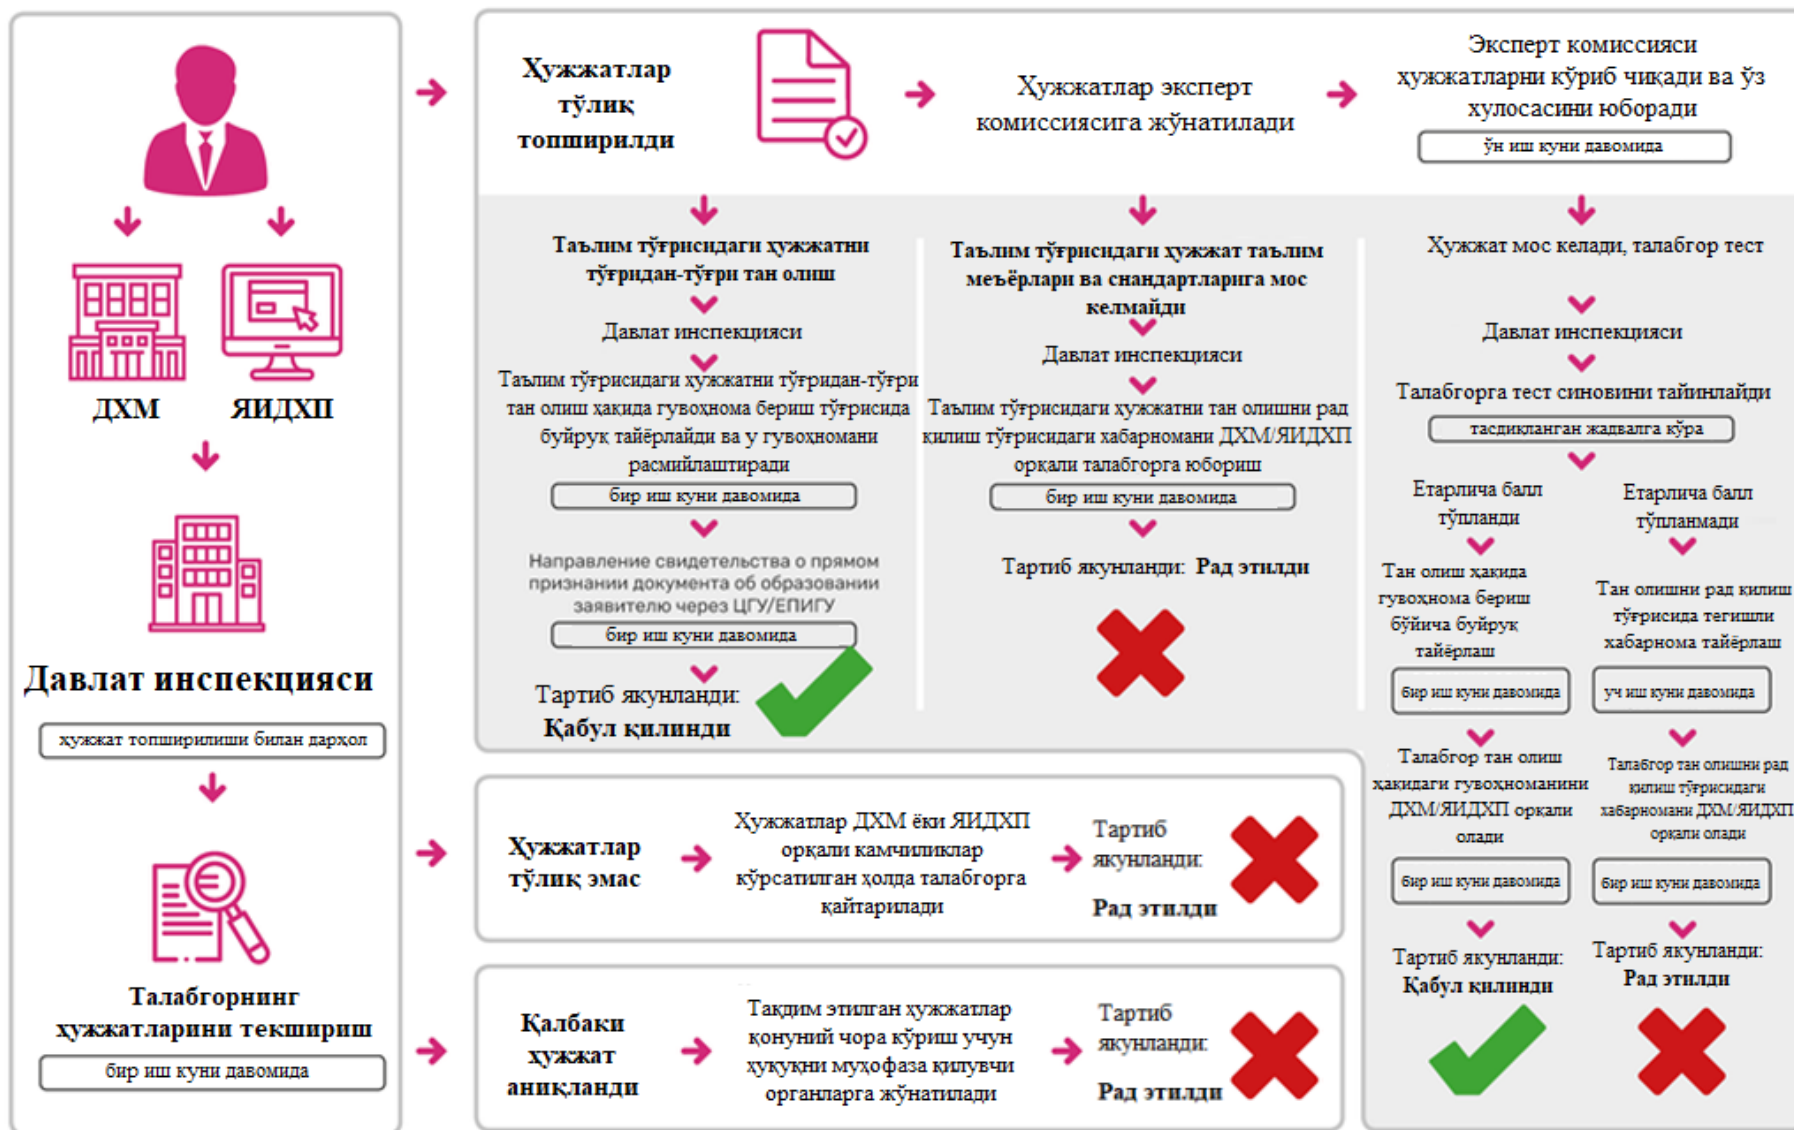 ДХМ
ЯИДХП
Давлат инспекцияси
ҳужжат топширилиши билан дарҳол
Талабгорнинг
ҳужжатларини текшириш
бир иш куни давомида
Ҳужжатлар
тўлиқ
топширилди
Ҳужжатлар эксперт
комиссиясига жўнатилади
Эксперт комиссияси
ҳужжатларни кўриб чиқади ва ўз
хулосасини юборади
ўн иш куни давомида
Таълим тўғрисидаги ҳужжатни
тўғридан-тўғри тан олиш
Давлат инспекцияси
Таълим тўғрисидаги ҳужжатни тўғридан-тўғри
тан олиш ҳақида гувоҳнома бериш тўғрисида
буйруқ тайёрлайди ва у гувоҳномани
расмийлаштиради
бир иш куни давомида
Направление свидетельства о прямом
признании документа об образовании
заявителю через ЦГУ/ЕПИГУ
бир иш куни давомида
Тартиб якунланди:
Қабул қилинди
Таълим тўғрисидаги ҳужжат таълим
меъёрлари ва снандартларига мос
келмайди
Давлат инспекцияси
Таълим тўғрисидаги ҳужжатни тан олишни рад
қилиш тўғрисидаги хабарномани ДХМ/ЯИДХП
орқали талабгорга юбориш
бир иш куни давомида
Тартиб якунланди: Рад этилди
Ҳужжат мос келади, талабгор тест
Давлат инспекцияси
Талабгорга тест синовини тайинлайди
тасдиқланган жадвалга кўра
Етарлича балл
тўпланди
Тан олиш ҳақида
гувоҳнома бериш
бўйича буйруқ
тайёрлаш
бир иш куни давомида
Талабгор тан олиш
ҳақидаги гувоҳноманини
ДХМ/ЯИДХП орқали
олади
бир иш куни давомида
Тартиб якунланди:
Қабул қилинди
Етарлича балл
тўпланмади
Тан олишни рад қилиш
тўғрисида тегишли
хабарнома тайёрлаш
уч иш куни давомида
Талабгор тан олишни рад
қилиш тўғрисидаги
хабарномани ДХМ/ЯИДХП
орқали олади
бир иш куни давомида
Тартиб якунланди:
Рад этилди
Ҳужжатлар
тўлиқ эмас
Ҳужжатлар ДХМ ёки ЯИДХП
орқали камчиликлар
кўрсатилган ҳолда талабгорга
қайтарилади
Тартиб
якунланди:
Рад этилди
Қалбаки
ҳужжат
аниқланди
Тақдим этилган ҳужжатлар
қонуний чора кўриш учун
ҳуқуқни муҳофаза қилувчи
органларга жўнатилади
Тартиб
якунланди:
Рад этилди